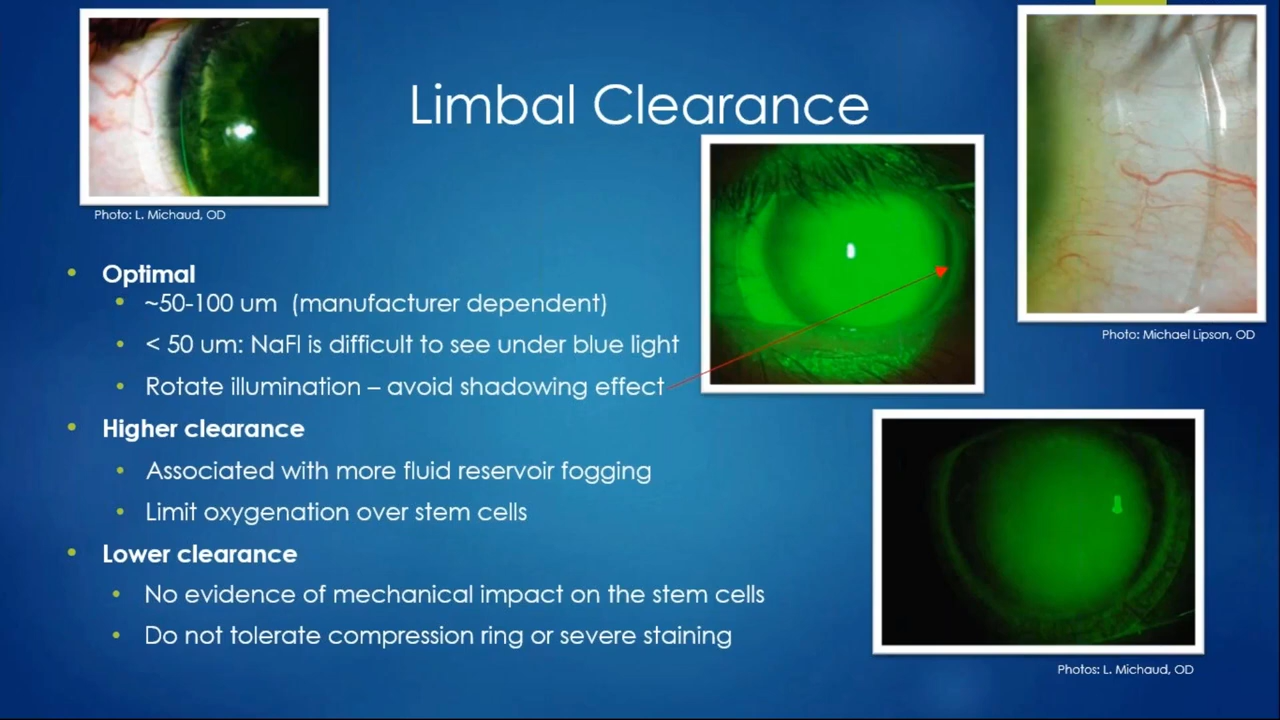 Limbal Clearance
Photo: L. Michaud, OD
Photo: Michael Lipson, OD
• Optimal
• ~50-100 um (manufacturer dependent)
• < 50 um: NaFl is difficult to see under blue light
• Rotate illumination – avoid shadowing effect
• Higher clearance
• Associated with more fluid reservoir fogging
• Limit oxygenation over stem cells
• Lower clearance
• No evidence of mechanical impact on the stem cells
• Do not tolerate compression ring or severe staining
Photos: L. Michaud, OD